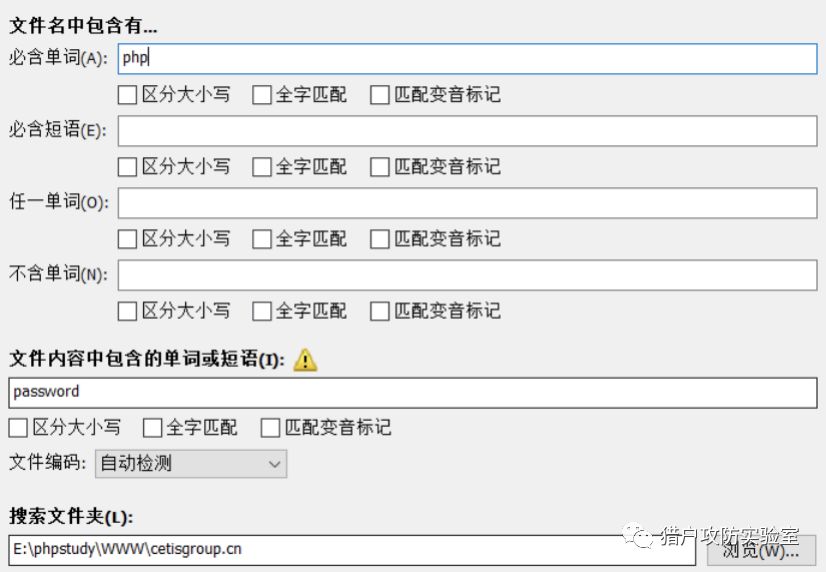 文件名中包含有...
必含单词(A): php
区分大小写 全字匹配 匹配变音标记
必含短语(E):
区分大小写 全字匹配 匹配变音标记
任一单词(O):
区分大小写 全字匹配 匹配变音标记
不含单词(N):
区分大小写 全字匹配 匹配变音标记
文件内容中包含的单词或短语(I):
password
区分大小写 全字匹配 匹配变音标记
文件编码: 自动检测
搜索文件夹(L):
E:\phpstudy\WWW\cetisgroup.cn 浏览(W)...
猎户攻防实验室